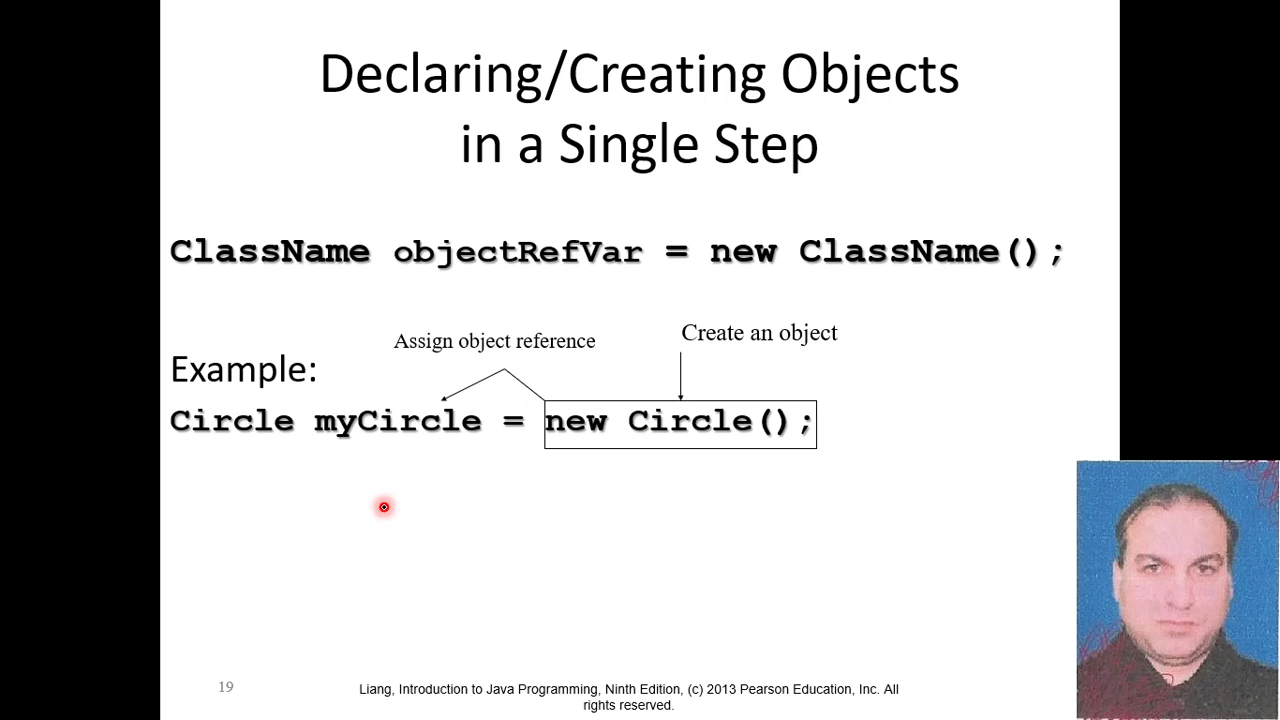 Declaring/Creating Objects
in a Single Step
ClassName objectRefVar = new ClassName();
Assign object reference
Create an object
Example:
Circle myCircle = new Circle();
19
Liang, Introduction to Java Programming, Ninth Edition, (c) 2013 Pearson Education, Inc. All
rights reserved.